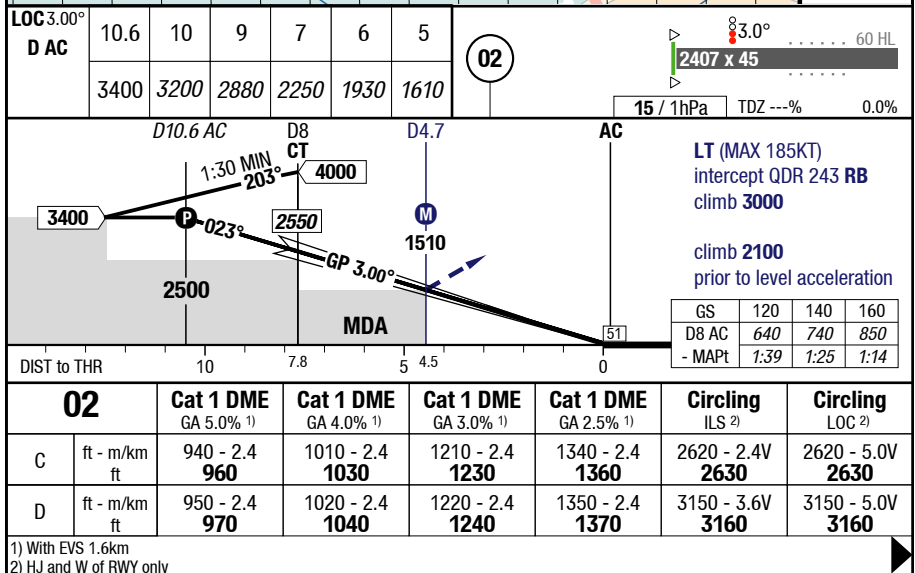 LOC 3.00° 10.6 10 9 7 6 5
D AC
3400 3200 2880 2250 1930 1610
02
3.0°
60 HL
2407 x 45
15 / 1hPa TDZ ---% 0.0%
D10.6 AC D8 D4.7 AC
CT
1:30 MIN
203°
4000
3400
P
023°
2550
M
1510
GP 3.00°
2500
MDA
51
LT (MAX 185KT)
intercept QDR 243 RB
climb 3000
climb 2100
prior to level acceleration
GS 120 140 160
D8 AC 640 740 850
- MAPt 1:39 1:25 1:14
DIST to THR 10 7.8 5 4.5 0
02 Cat 1 DME Cat 1 DME Cat 1 DME Cat 1 DME Circling Circling
GA 5.0% 1) GA 4.0% 1) GA 3.0% 1) GA 2.5% 1) ILS 2) LOC 2)
C ft - m/km 940 - 2.4 1010 - 2.4 1210 - 2.4 1340 - 2.4 2620 - 2.4V 2620 - 5.0V
ft 960 1030 1230 1360 2630 2630
D ft - m/km 950 - 2.4 1020 - 2.4 1220 - 2.4 1350 - 2.4 3150 - 3.6V 3150 - 5.0V
ft 970 1040 1240 1370 3160 3160
1) With EVS 1.6km
2) HJ and W of RWY only